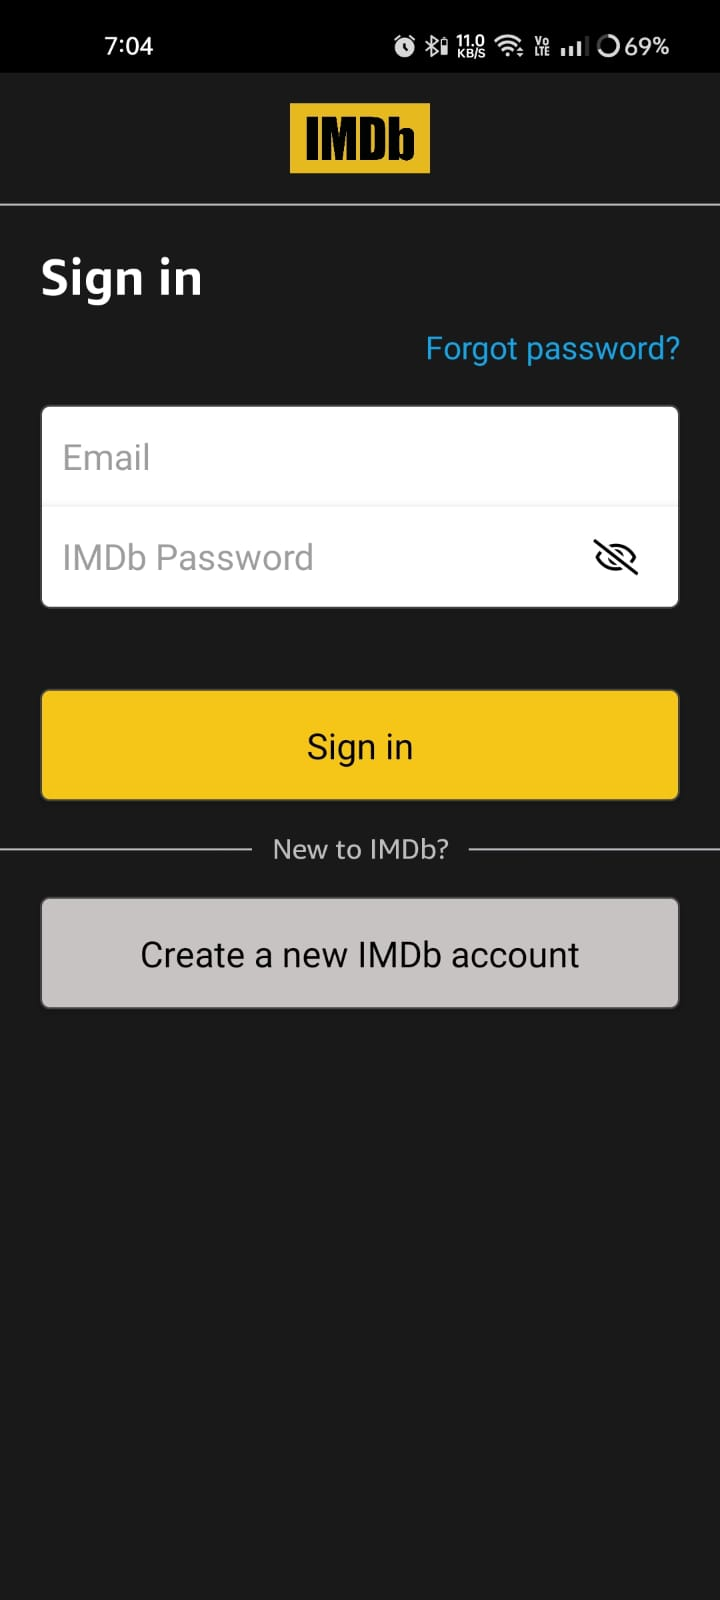 7:04 11.0 KB/S Vo LTE 69%
IMDb
Sign in
Forgot password?
Email
IMDb Password
Sign in
New to IMDb?
Create a new IMDb account